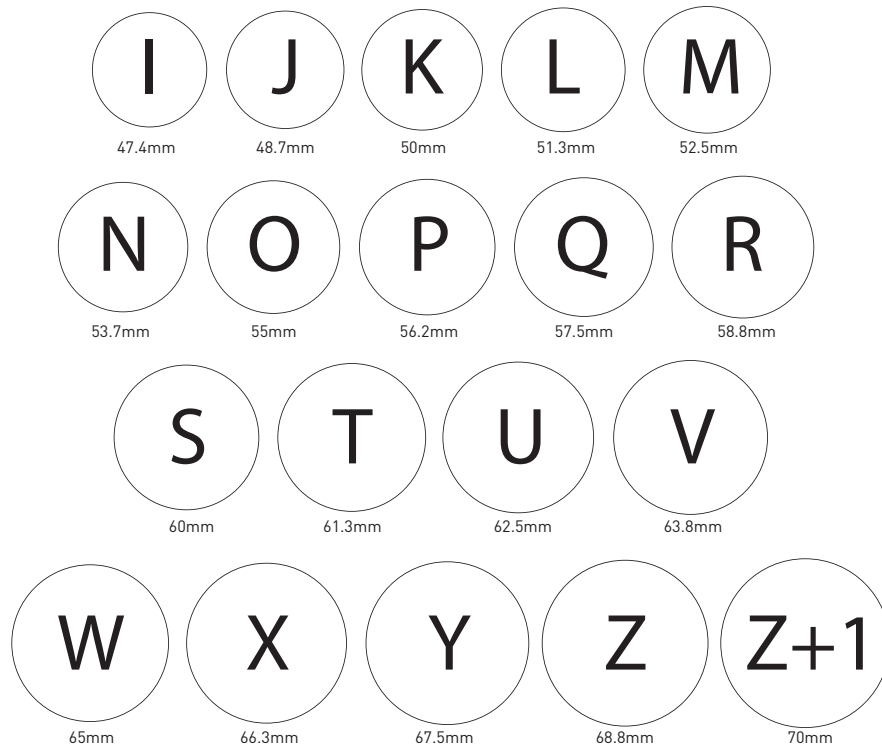 I J K L M
47.4mm 48.7mm 50mm 51.3mm 52.5mm
N O P Q R
53.7mm 55mm 56.2mm 57.5mm 58.8mm
S T U V
60mm 61.3mm 62.5mm 63.8mm
W X Y Z Z+1
65mm 66.3mm 67.5mm 68.8mm 70mm